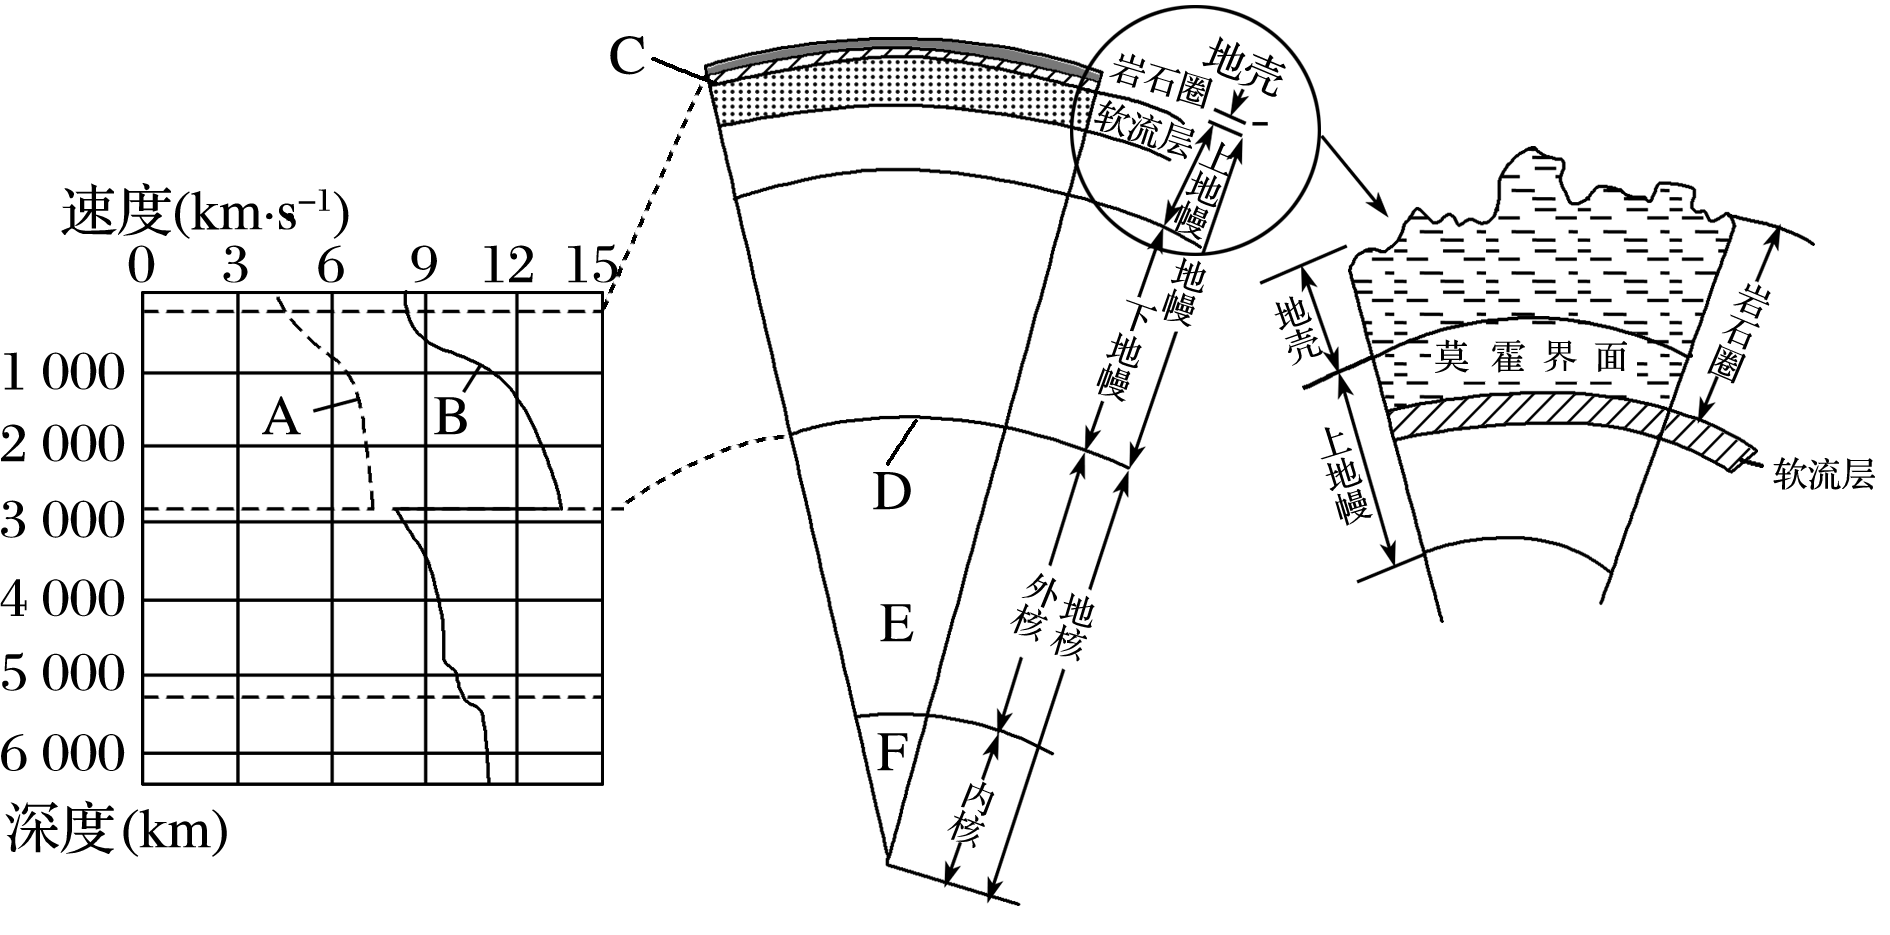 速度(km·s⁻¹)
0 3 6 9 12 15
1 000
2 000
3 000
4 000
5 000
6 000
深度(km)
A
B
C
D
E
F
地壳
岩石圈
软流层
上地幔
地幔
下地幔
外核
地核
内核
地壳
莫霍界面
岩石圈
上地幔
软流层